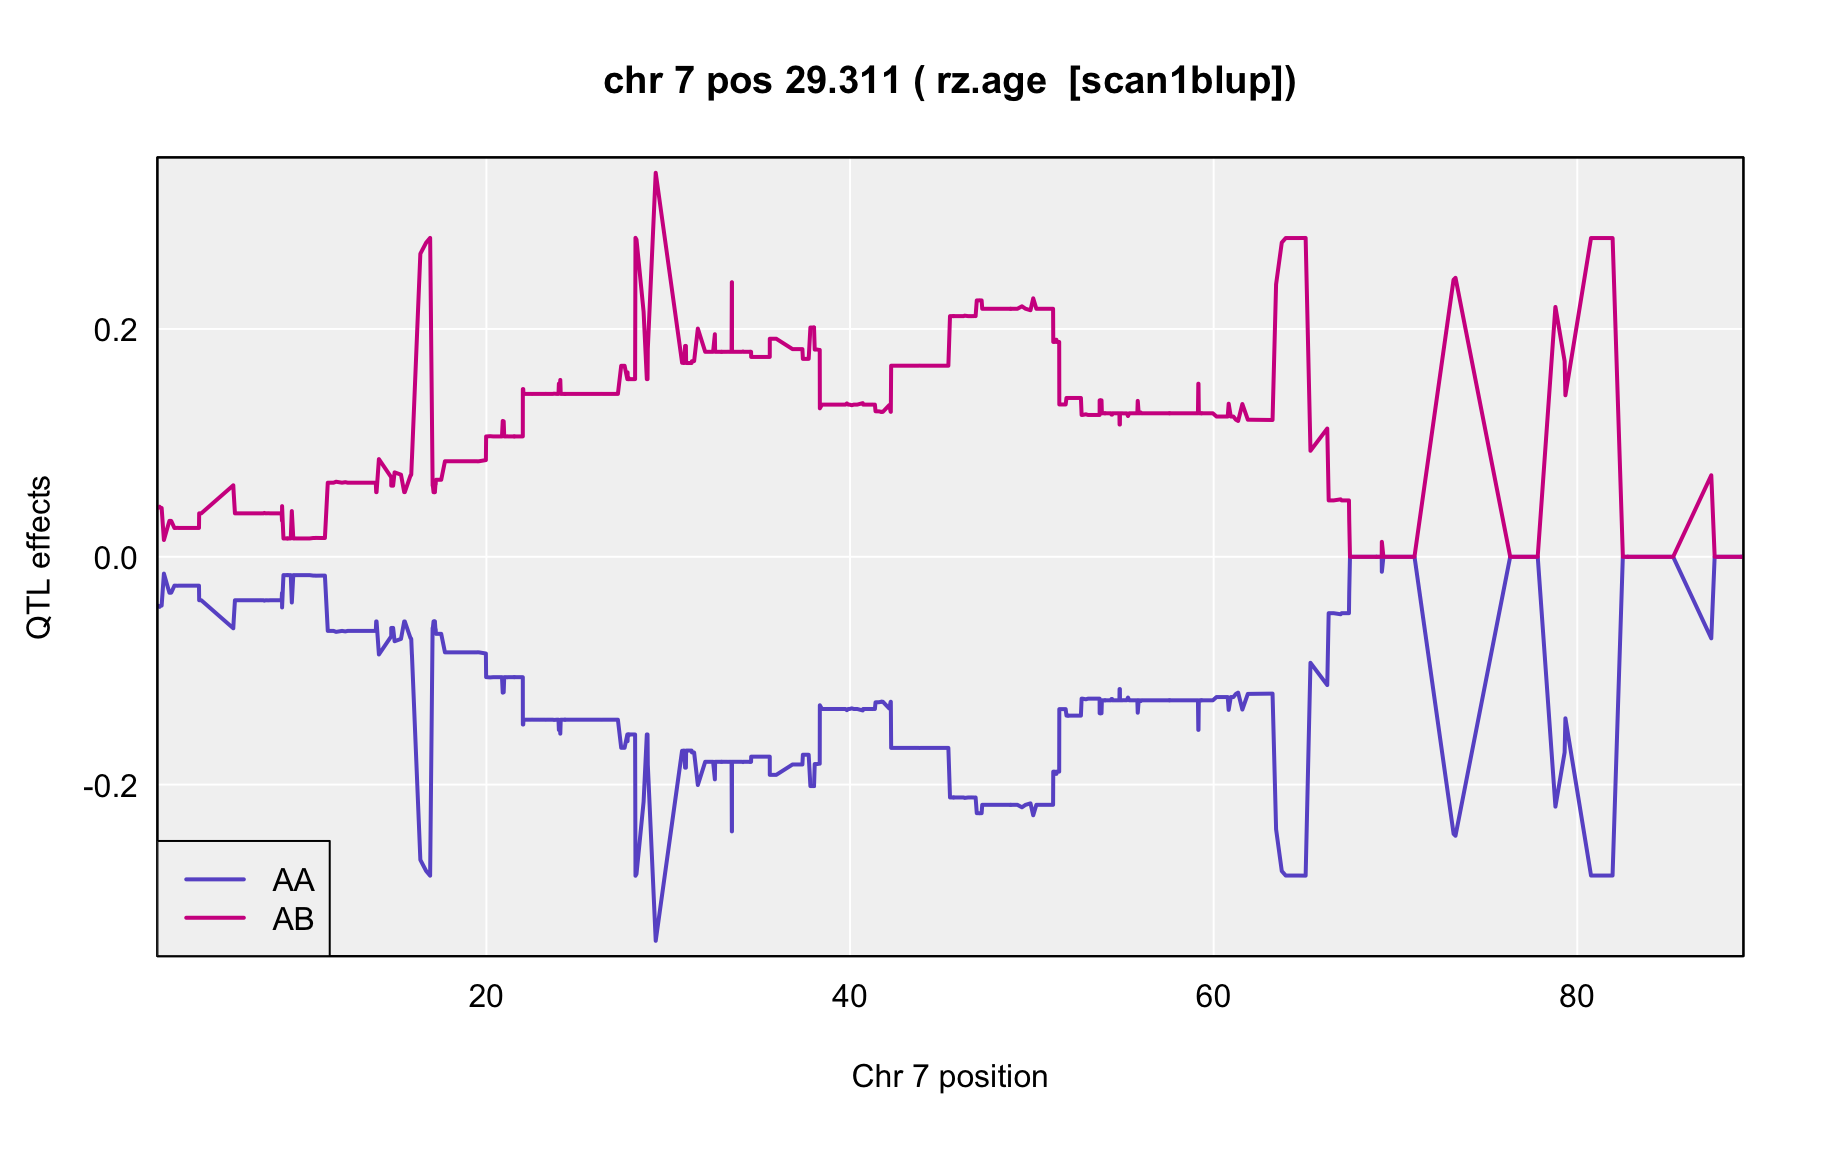 chr 7 pos 29.311 ( rz.age  [scan1blup])
QTL effects
0.2
0.0
-0.2
AA
AB
20 40 60 80
Chr 7 position